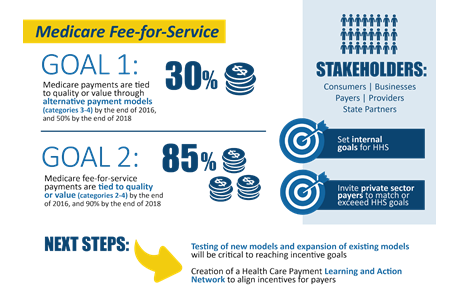 Medicare Fee-for-Service
GOAL 1:
Medicare payments are tied
to quality or value through
alternative payment models
(categories 3-4) by the end of 2016,
and 50% by the end of 2018
30%
GOAL 2:
Medicare fee-for-service
payments are tied to quality
or value (categories 2-4) by the end
of 2016, and 90% by the end of 2018
85%
STAKEHOLDERS:
Consumers | Businesses
Payers | Providers
State Partners
Set internal
goals for HHS
Invite private sector
payers to match or
exceed HHS goals
NEXT STEPS:
Testing of new models and expansion of existing models
will be critical to reaching incentive goals
Creation of a Health Care Payment Learning and Action
Network to align incentives for payers